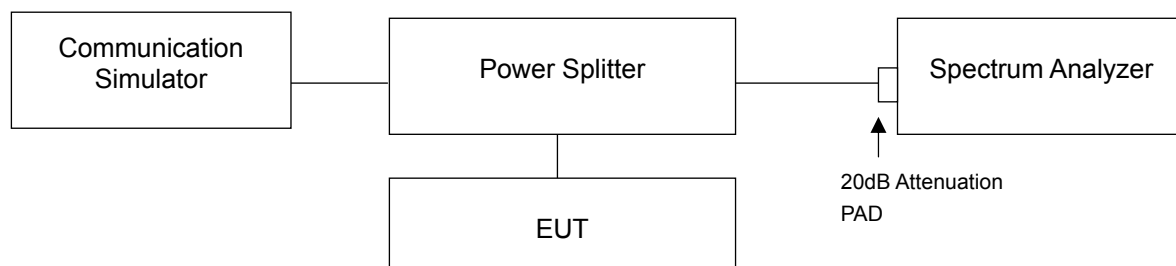 Communication
Simulator
Power Splitter
Spectrum Analyzer
20dB Attenuation
PAD
EUT